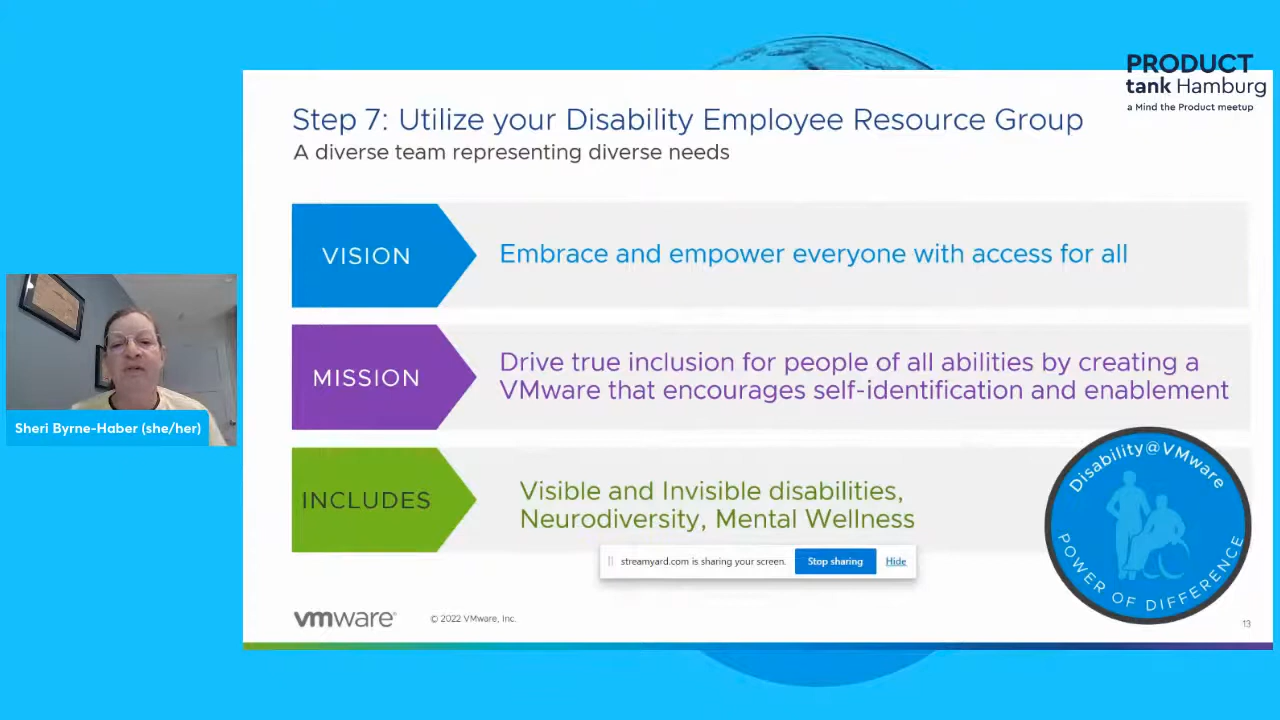 PRODUCT
tank Hamburg
a Mind the Product meetup
Step 7: Utilize your Disability Employee Resource Group
A diverse team representing diverse needs
VISION
Embrace and empower everyone with access for all
MISSION
Drive true inclusion for people of all abilities by creating a
VMware that encourages self-identification and enablement
INCLUDES
Visible and Invisible disabilities,
Neurodiversity, Mental Wellness
Disability@VMware
POWER OF DIFFERENCE
streamyard.com is sharing your screen.
Stop sharing
Hide
vmware®
© 2022 VMware, Inc.
13
Sheri Byrne-Haber (she/her)